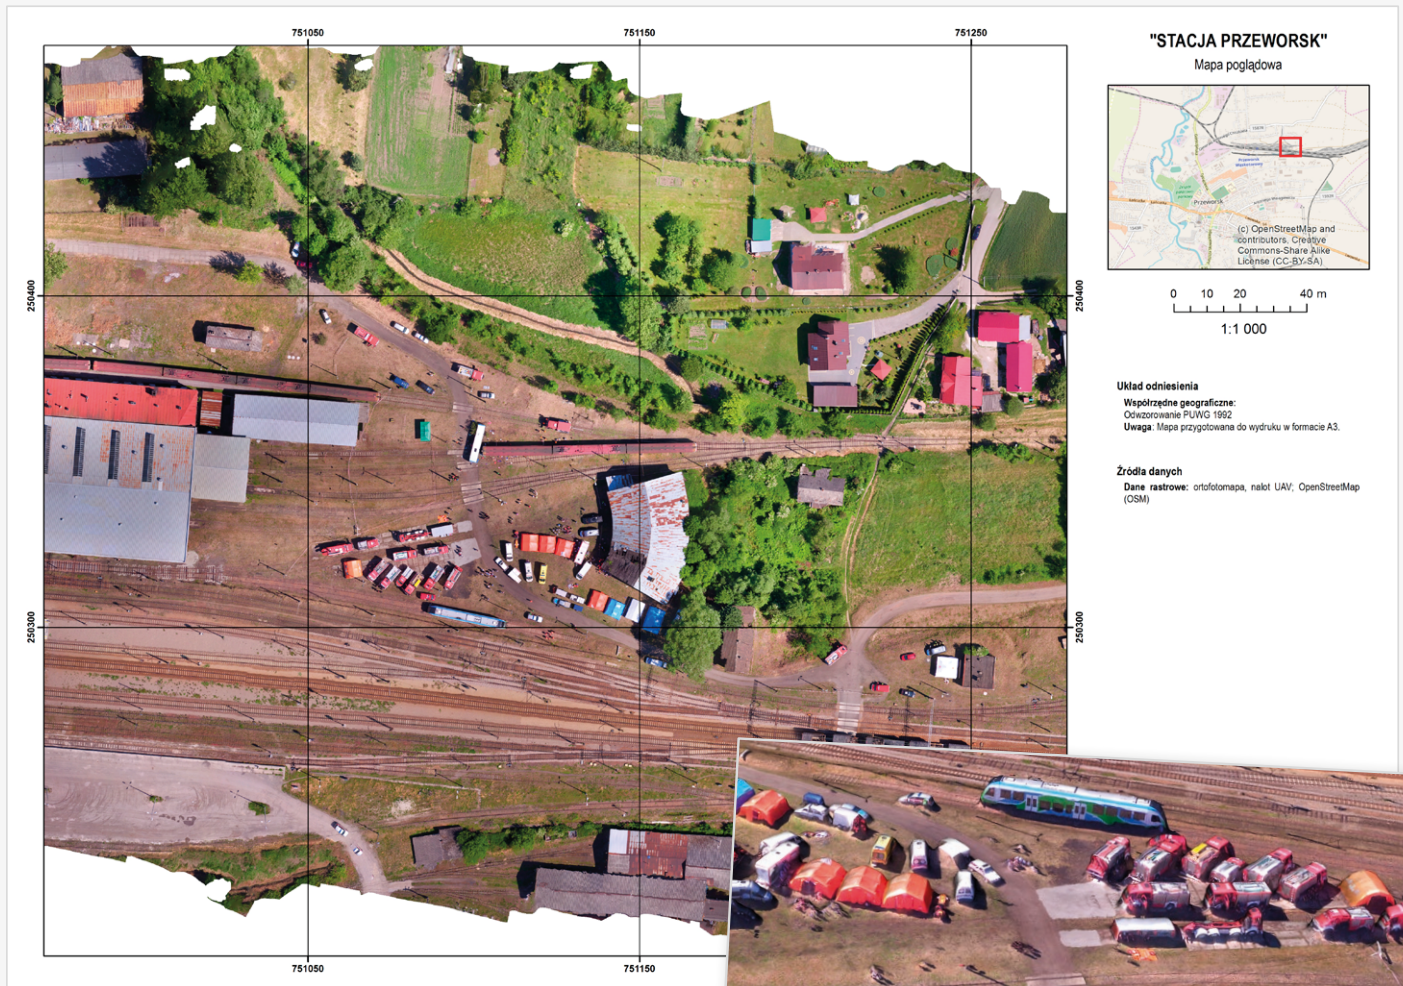 751050
751150
751250
"STACJA PRZEWORSK"
Mapa poglądowa
Przeworsk
(c) OpenStreetMap and
contributors, Creative
Commons-Share Alike
License (CC-BY-SA)
0 10 20 40 m
1:1 000
250400
250400
Układ odniesienia
Współrzędne geograficzne:
Odwzorowanie PUWG 1992
Uwaga: Mapa przygotowana do wydruku w formacie A3.
Źródła danych
Dane rastrowe: ortofotomapa, nalot UAV; OpenStreetMap
(OSM)
250300
250300
751050
751150